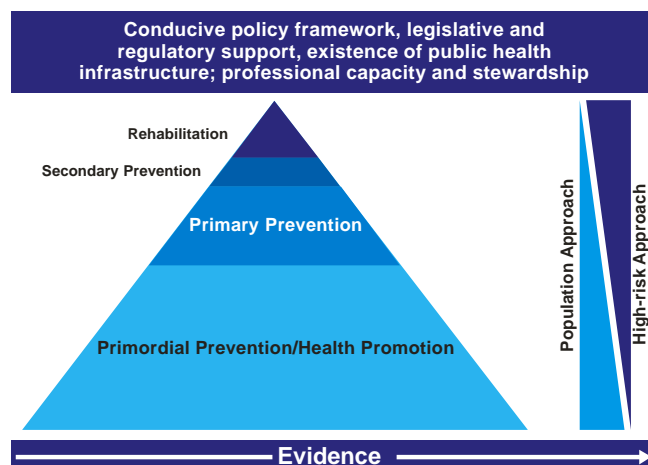 Conducive policy framework, legislative and
regulatory support, existence of public health
infrastructure; professional capacity and stewardship
Rehabilitation
Secondary Prevention
Primary Prevention
Primordial Prevention/Health Promotion
Population Approach
High-risk Approach
Evidence